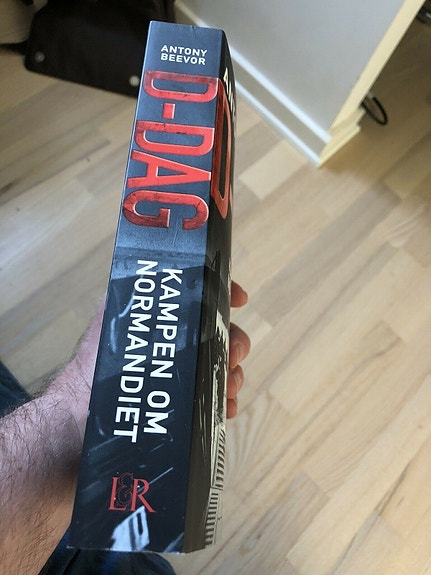 ANTONY
BEEVOR
D-DAG
KAMPEN OM
NORMANDIET
L&R